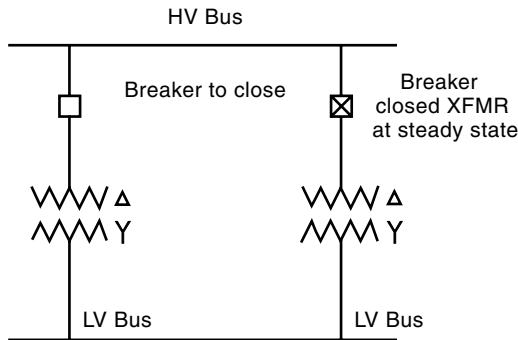 HV Bus
Breaker to close
Breaker
closed XFMR
at steady state
Δ
Δ
Y
Y
LV Bus
LV Bus